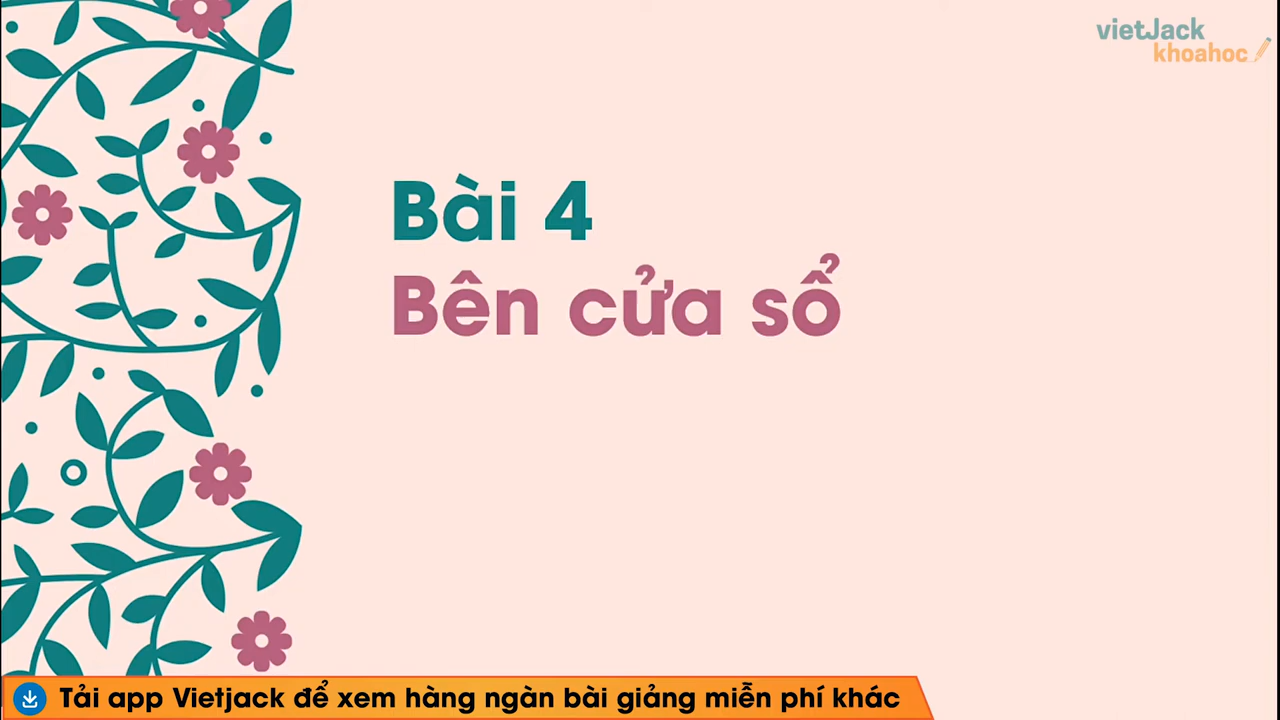 vietJack
khoahoc
Bài 4
Bên cửa sổ
Tải app Vietjack để xem hàng ngàn bài giảng miễn phí khác